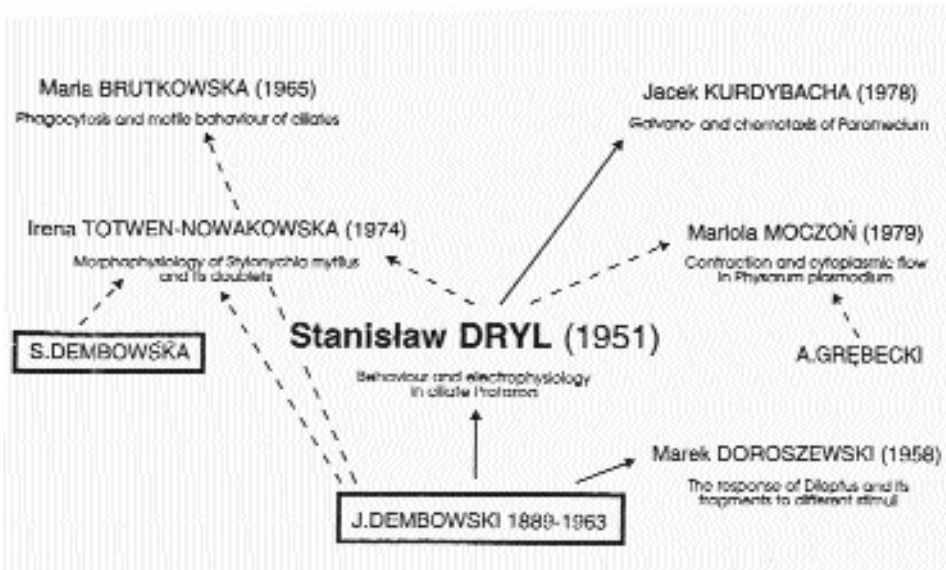 Maria BRUTKOWSKA (1965)
Phagocytosis and motile behaviour of ciliates
Jacek KURDYBACHA (1978)
Galvano- and chemotaxis of Paramecium
Irena TOTWEN-NOWAKOWSKA (1974)
Morphophysiology of Stylonychia mytilus
and its doublets
Mariola MOCZOŃ (1979)
Contraction and cytoplasmic flow
in Physarum plasmodium
S.DEMBOWSKA
Stanisław DRYL (1951)
Behaviour and electrophysiology
in ciliate Protozoa
A.GRĘBECKI
Marek DOROSZEWSKI (1958)
The response of Dileptus and its
fragments to different stimuli
J.DEMBOWSKI 1889-1963